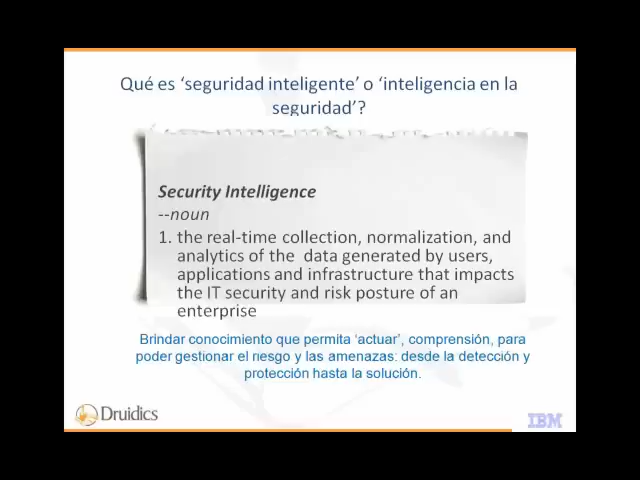 Qué es ‘seguridad inteligente’ o ‘inteligencia en la
seguridad’?
Security Intelligence
--noun
1. the real-time collection, normalization, and
analytics of the data generated by users,
applications and infrastructure that impacts
the IT security and risk posture of an
enterprise
Brindar conocimiento que permita ‘actuar’, comprensión, para
poder gestionar el riesgo y las amenazas: desde la detección y
protección hasta la solución.
Druidics
IBM